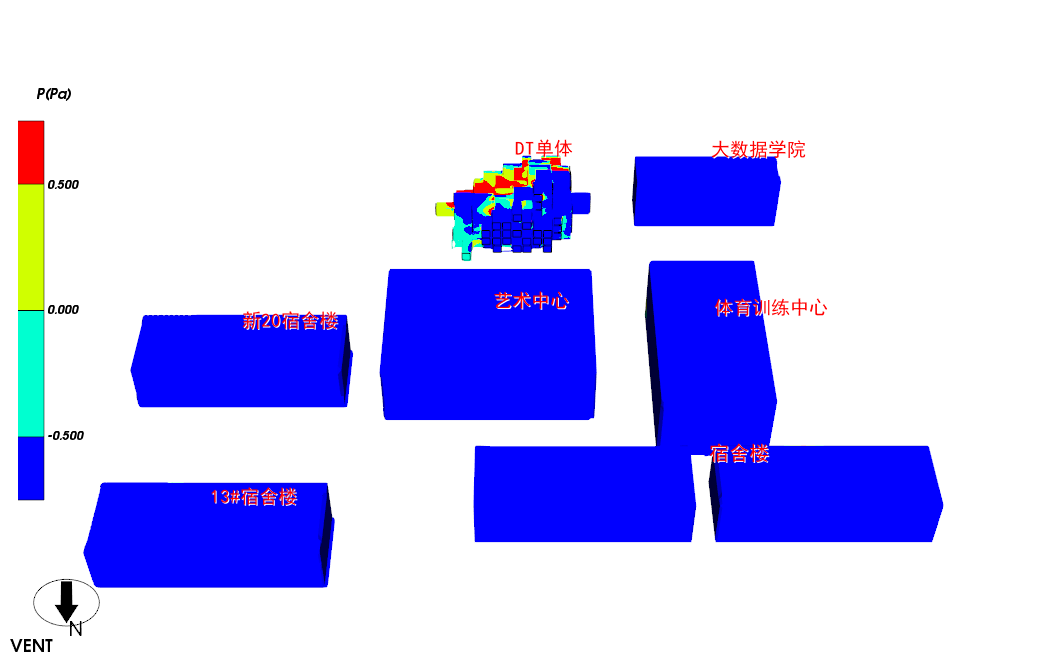 P(Pa)
DT单体
大数据学院
0.500
艺术中心
0.000
体育训练中心
新20宿舍楼
-0.500
宿舍楼
13#宿舍楼
N
VENT